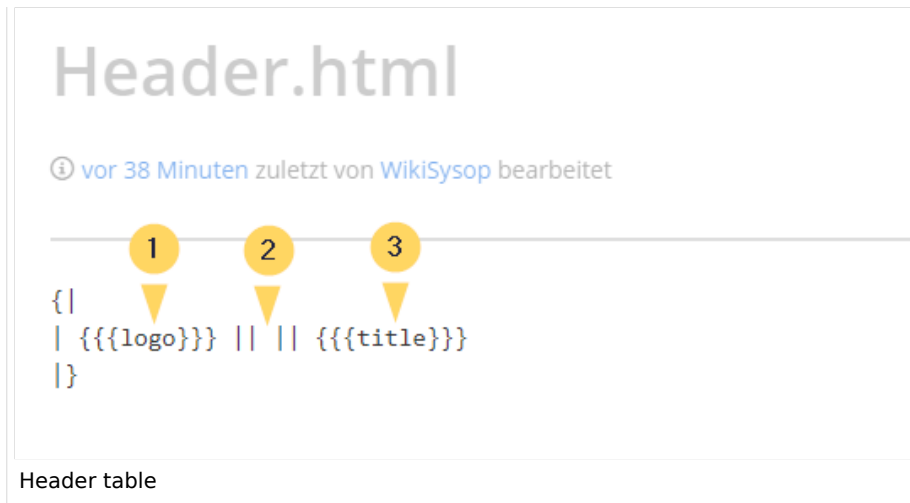 Header.html
vor 38 Minuten zuletzt von WikiSysop bearbeitet
1 2 3
{|
| {{{logo}}} || || {{{title}}}
|}
Header table